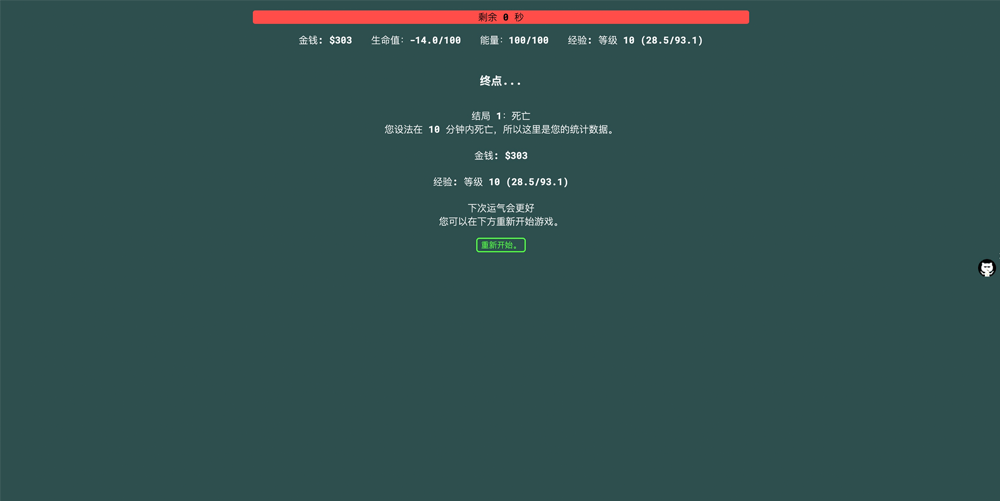 剩余 0 秒
金钱: $303 生命值: -14.0/100 能量: 100/100 经验: 等级 10 (28.5/93.1)
终点...
结局 1: 死亡
您设法在 10 分钟内死亡，所以这里是您的统计数据。
金钱: $303
经验: 等级 10 (28.5/93.1)
下次运气会更好
您可以在下方重新开始游戏。
重新开始。